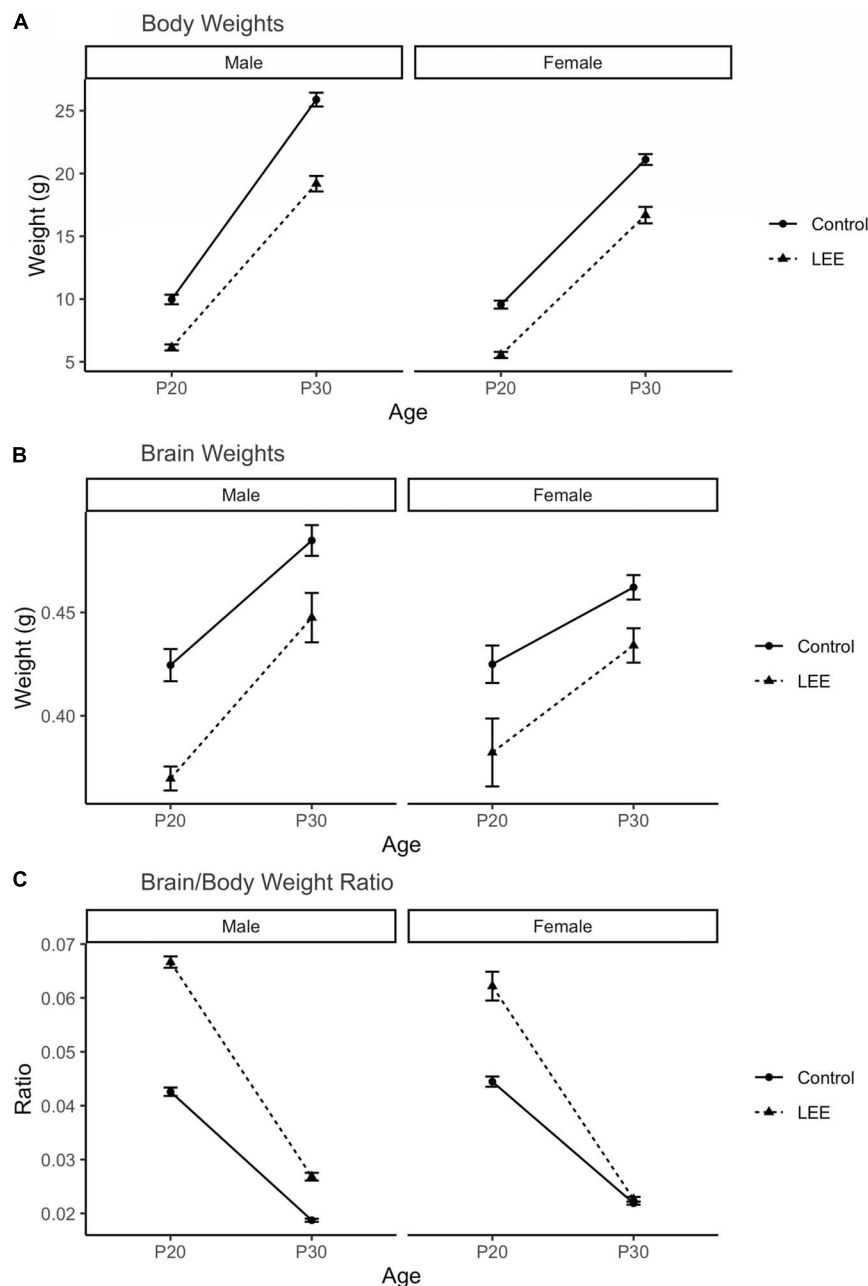 A
Body Weights
Male
Female
25
20
15
10
5
Weight (g)
P20
P30
P20
P30
Age
Control
LEE
B
Brain Weights
Male
Female
0.45
0.40
Weight (g)
P20
P30
P20
P30
Age
Control
LEE
C
Brain/Body Weight Ratio
Male
Female
0.07
0.06
0.05
0.04
0.03
0.02
Ratio
P20
P30
P20
P30
Age
Control
LEE